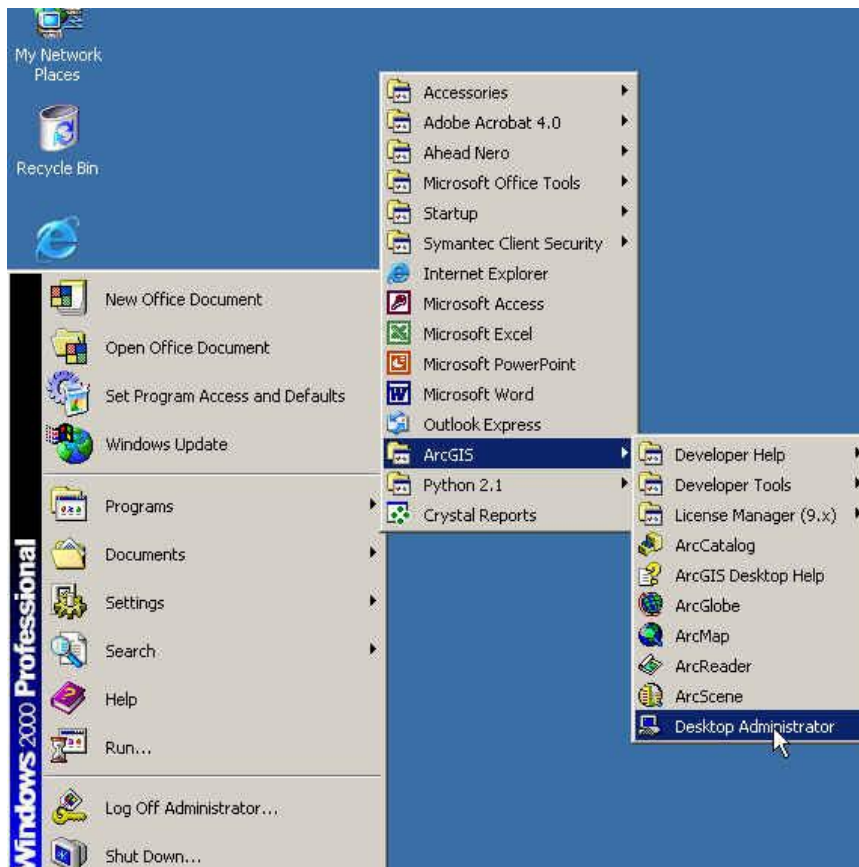 My Network
Places
Recycle Bin
New Office Document
Open Office Document
Set Program Access and Defaults
Windows Update
Programs
Documents
Settings
Search
Help
Run...
Log Off Administrator...
Shut Down...
Windows 2000 Professional
Accessories
Adobe Acrobat 4.0
Ahead Nero
Microsoft Office Tools
Startup
Symantec Client Security
Internet Explorer
Microsoft Access
Microsoft Excel
Microsoft PowerPoint
Microsoft Word
Outlook Express
ArcGIS
Python 2.1
Crystal Reports
Developer Help
Developer Tools
License Manager (9.x)
ArcCatalog
ArcGIS Desktop Help
ArcGlobe
ArcMap
ArcReader
ArcScene
Desktop Administrator